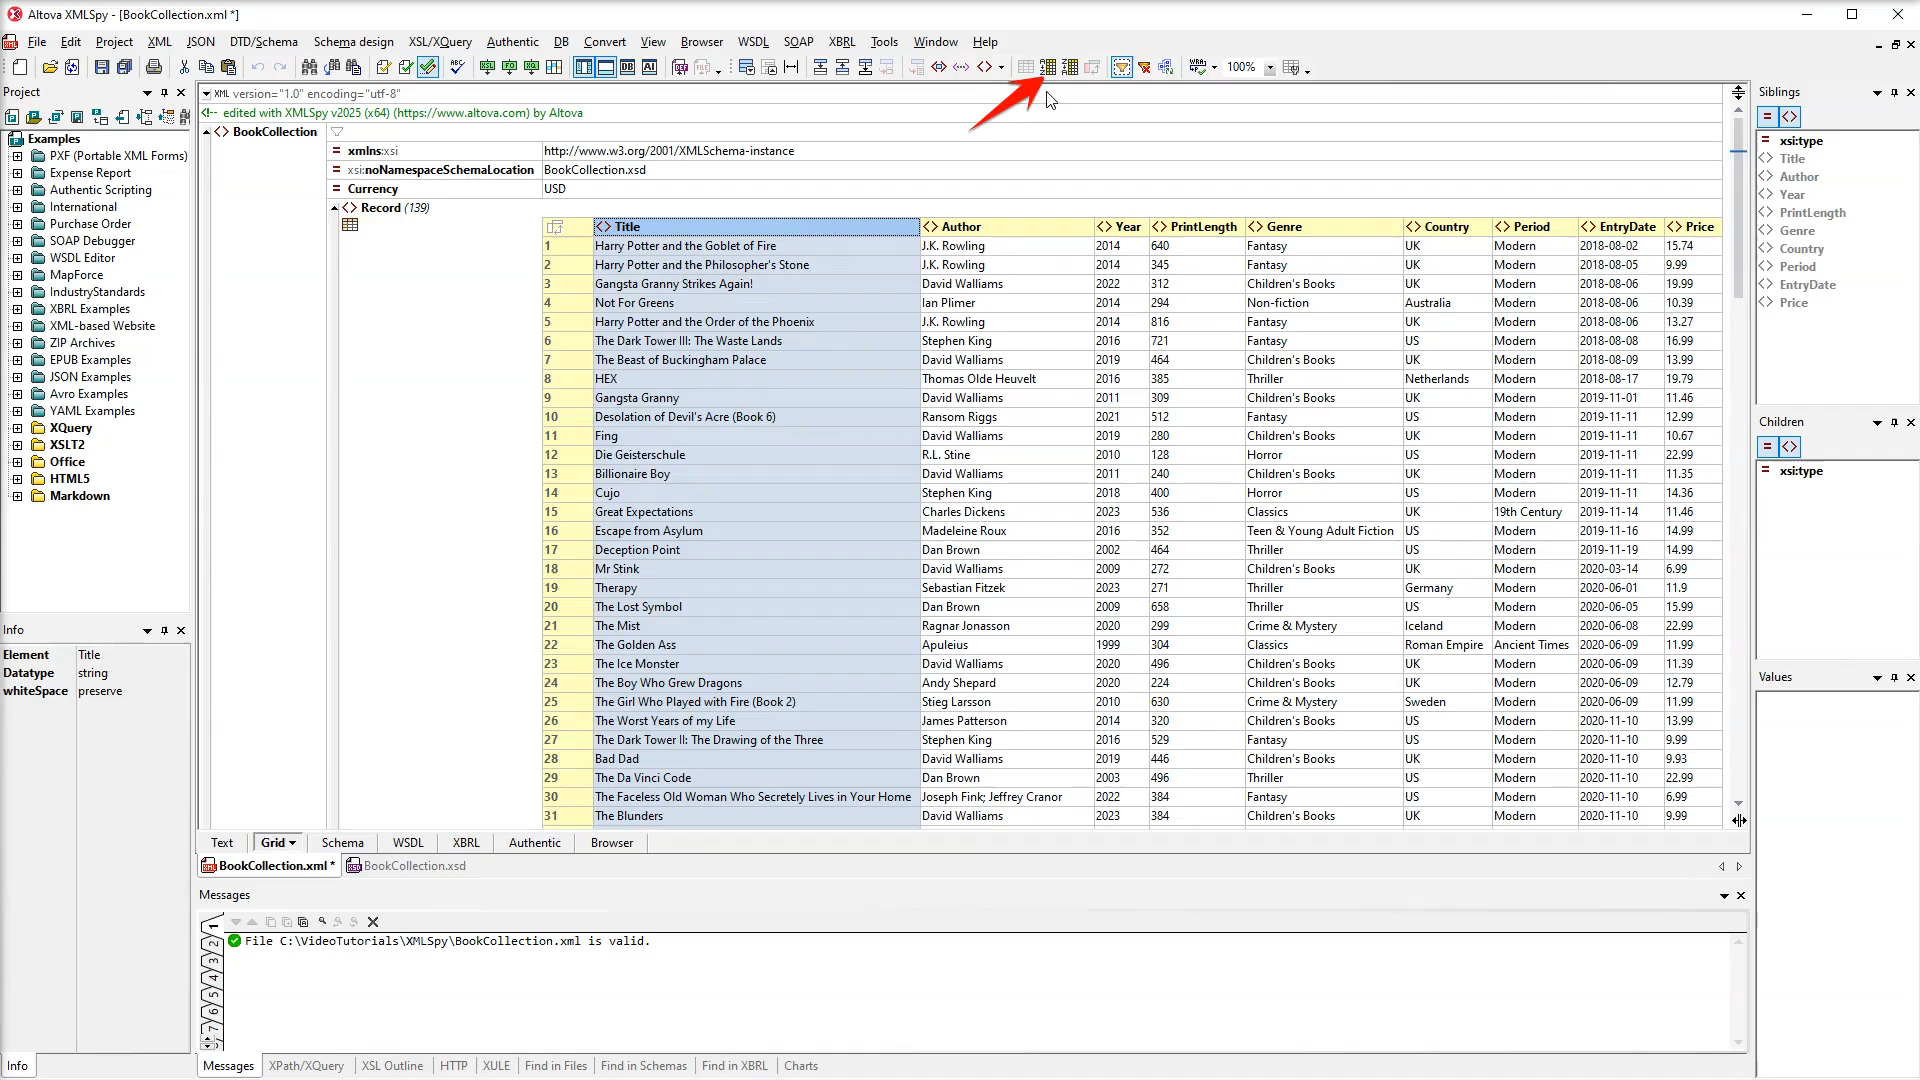 Altova XMLSpy - [BookCollection.xml *]
File Edit Project XML JSON DTD/Schema Schema design XSL/XQuery Authentic DB Convert View Browser WSDL SOAP XBRL Tools Window Help
100%
Project
Examples
PXF (Portable XML Forms)
Expense Report
Authentic Scripting
International
Purchase Order
SOAP Debugger
WSDL Editor
MapForce
IndustryStandards
XBRL Examples
XML-based Website
ZIP Archives
EPUB Examples
JSON Examples
Avro Examples
YAML Examples
XQuery
XSLT2
Office
HTML5
Markdown
Info
Element Title
Datatype string
whiteSpace preserve
Info
XML version="1.0" encoding="utf-8"
<!-- edited with XMLSpy v2025 (x64) (https://www.altova.com) by Altova
<> BookCollection
= xmlns:xsi http://www.w3.org/2001/XMLSchema-instance
= xsi:noNamespaceSchemaLocation BookCollection.xsd
= Currency USD
<> Record (139)
<> Title <> Author <> Year <> PrintLength <> Genre <> Country <> Period <> EntryDate <> Price
1 Harry Potter and the Goblet of Fire J.K. Rowling 2014 640 Fantasy UK Modern 2018-08-02 15.74
2 Harry Potter and the Philosopher's Stone J.K. Rowling 2014 345 Fantasy UK Modern 2018-08-05 9.99
3 Gangsta Granny Strikes Again! David Walliams 2022 312 Children's Books UK Modern 2018-08-06 19.99
4 Not For Greens Ian Plimer 2014 294 Non-fiction Australia Modern 2018-08-06 10.39
5 Harry Potter and the Order of the Phoenix J.K. Rowling 2014 816 Fantasy UK Modern 2018-08-06 13.27
6 The Dark Tower III: The Waste Lands Stephen King 2016 721 Fantasy US Modern 2018-08-08 16.99
7 The Beast of Buckingham Palace David Walliams 2019 464 Children's Books UK Modern 2018-08-09 13.99
8 HEX Thomas Olde Heuvelt 2016 385 Thriller Netherlands Modern 2018-08-17 19.79
9 Gangsta Granny David Walliams 2011 309 Children's Books UK Modern 2019-11-01 11.46
10 Desolation of Devil's Acre (Book 6) Ransom Riggs 2021 512 Fantasy US Modern 2019-11-11 12.99
11 Fing David Walliams 2019 280 Children's Books UK Modern 2019-11-11 10.67
12 Die Geisterschule R.L. Stine 2010 128 Horror US Modern 2019-11-11 22.99
13 Billionaire Boy David Walliams 2011 240 Children's Books UK Modern 2019-11-11 11.35
14 Cujo Stephen King 2018 400 Horror US Modern 2019-11-11 14.36
15 Great Expectations Charles Dickens 2023 536 Classics UK 19th Century 2019-11-14 11.46
16 Escape from Asylum Madeleine Roux 2016 352 Teen & Young Adult Fiction US Modern 2019-11-16 14.99
17 Deception Point Dan Brown 2002 464 Thriller US Modern 2019-11-19 14.99
18 Mr Stink David Walliams 2009 272 Children's Books UK Modern 2020-03-14 6.99
19 Therapy Sebastian Fitzek 2023 271 Thriller Germany Modern 2020-06-01 11.9
20 The Lost Symbol Dan Brown 2009 658 Thriller US Modern 2020-06-05 15.99
21 The Mist Ragnar Jonasson 2020 299 Crime & Mystery Iceland Modern 2020-06-08 22.99
22 The Golden Ass Apuleius 1999 304 Classics Roman Empire Ancient Times 2020-06-09 11.99
23 The Ice Monster David Walliams 2020 496 Children's Books UK Modern 2020-06-09 11.39
24 The Boy Who Grew Dragons Andy Shepard 2020 224 Children's Books UK Modern 2020-06-09 12.79
25 The Girl Who Played with Fire (Book 2) Stieg Larsson 2010 630 Crime & Mystery Sweden Modern 2020-06-09 11.99
26 The Worst Years of my Life James Patterson 2014 320 Children's Books US Modern 2020-11-10 13.99
27 The Dark Tower II: The Drawing of the Three Stephen King 2016 529 Fantasy US Modern 2020-11-10 9.99
28 Bad Dad David Walliams 2019 446 Children's Books UK Modern 2020-11-10 9.93
29 The Da Vinci Code Dan Brown 2003 496 Thriller US Modern 2020-11-10 22.99
30 The Faceless Old Woman Who Secretely Lives in Your Home Joseph Fink; Jeffrey Cranor 2022 384 Fantasy US Modern 2020-11-10 6.99
31 The Blunders David Walliams 2023 384 Children's Books UK Modern 2020-11-10 9.99
Text Grid Schema WSDL XBRL Authentic Browser
BookCollection.xml * BookCollection.xsd
Messages
1
2
3
4
5
6
7
File C:\VideoTutorials\XMLSpy\BookCollection.xml is valid.
Messages XPath/XQuery XSL Outline HTTP XULE Find in Files Find in Schemas Find in XBRL Charts
Siblings
= <>
= xsi:type
<> Title
<> Author
<> Year
<> PrintLength
<> Genre
<> Country
<> Period
<> EntryDate
<> Price
Children
= <>
= xsi:type
Values